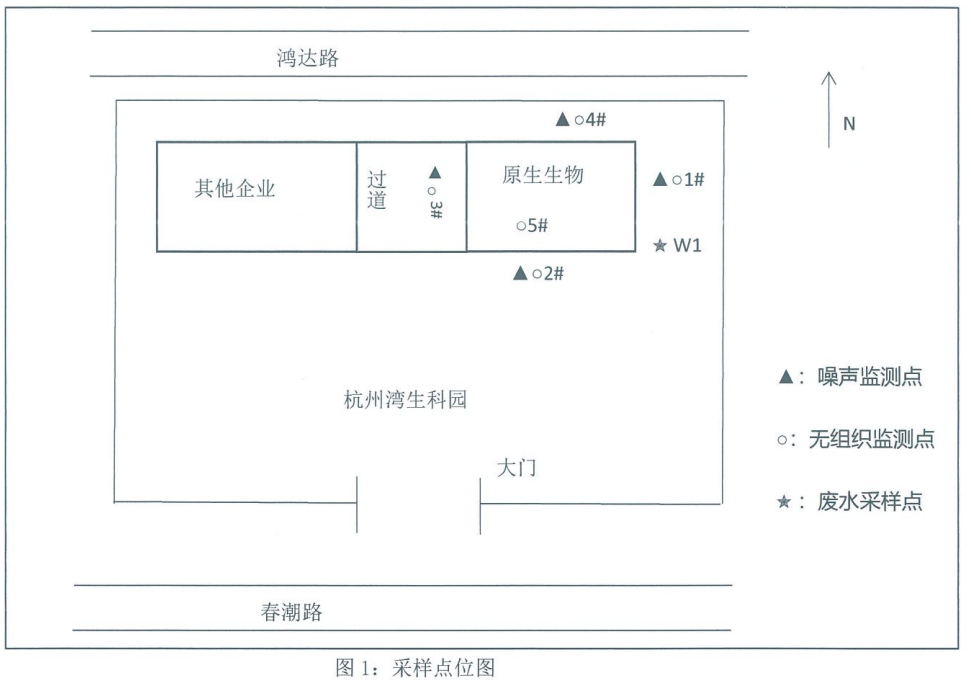 鸿达路
▲○4#
N
其他企业
过道
▲○3#
原生生物
▲○1#
○5#
★ W1
▲○2#
▲：噪声监测点
杭州湾生科园
○：无组织监测点
大门
★：废水采样点
春潮路
图 1：采样点位图